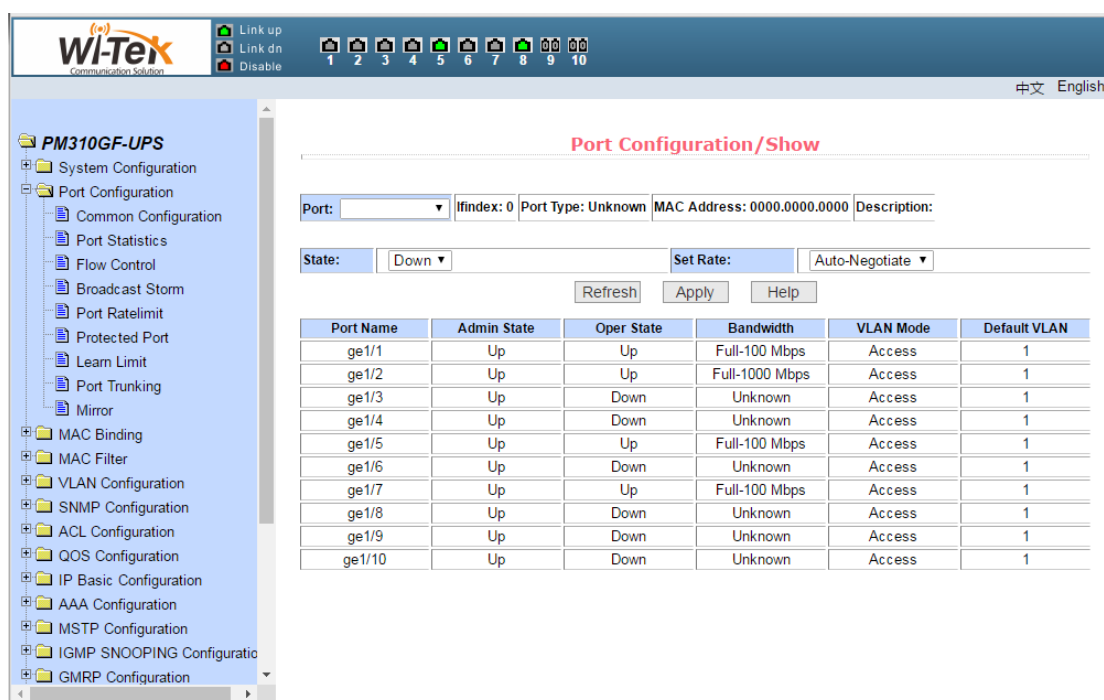 WI-TEK
Communication Solution
Link up
Link dn
Disable
1 2 3 4 5 6 7 8 9 10
中文 English
PM310GF-UPS
System Configuration
Port Configuration
Common Configuration
Port Statistics
Flow Control
Broadcast Storm
Port Ratelimit
Protected Port
Learn Limit
Port Trunking
Mirror
MAC Binding
MAC Filter
VLAN Configuration
SNMP Configuration
ACL Configuration
QOS Configuration
IP Basic Configuration
AAA Configuration
MSTP Configuration
IGMP SNOOPING Configuratio
GMRP Configuration
Port Configuration/Show
Port: Ifindex: 0 Port Type: Unknown MAC Address: 0000.0000.0000 Description:
State: Down Set Rate: Auto-Negotiate
Refresh Apply Help
Port Name Admin State Oper State Bandwidth VLAN Mode Default VLAN
ge1/1 Up Up Full-100 Mbps Access 1
ge1/2 Up Up Full-1000 Mbps Access 1
ge1/3 Up Down Unknown Access 1
ge1/4 Up Down Unknown Access 1
ge1/5 Up Up Full-100 Mbps Access 1
ge1/6 Up Down Unknown Access 1
ge1/7 Up Up Full-100 Mbps Access 1
ge1/8 Up Down Unknown Access 1
ge1/9 Up Down Unknown Access 1
ge1/10 Up Down Unknown Access 1